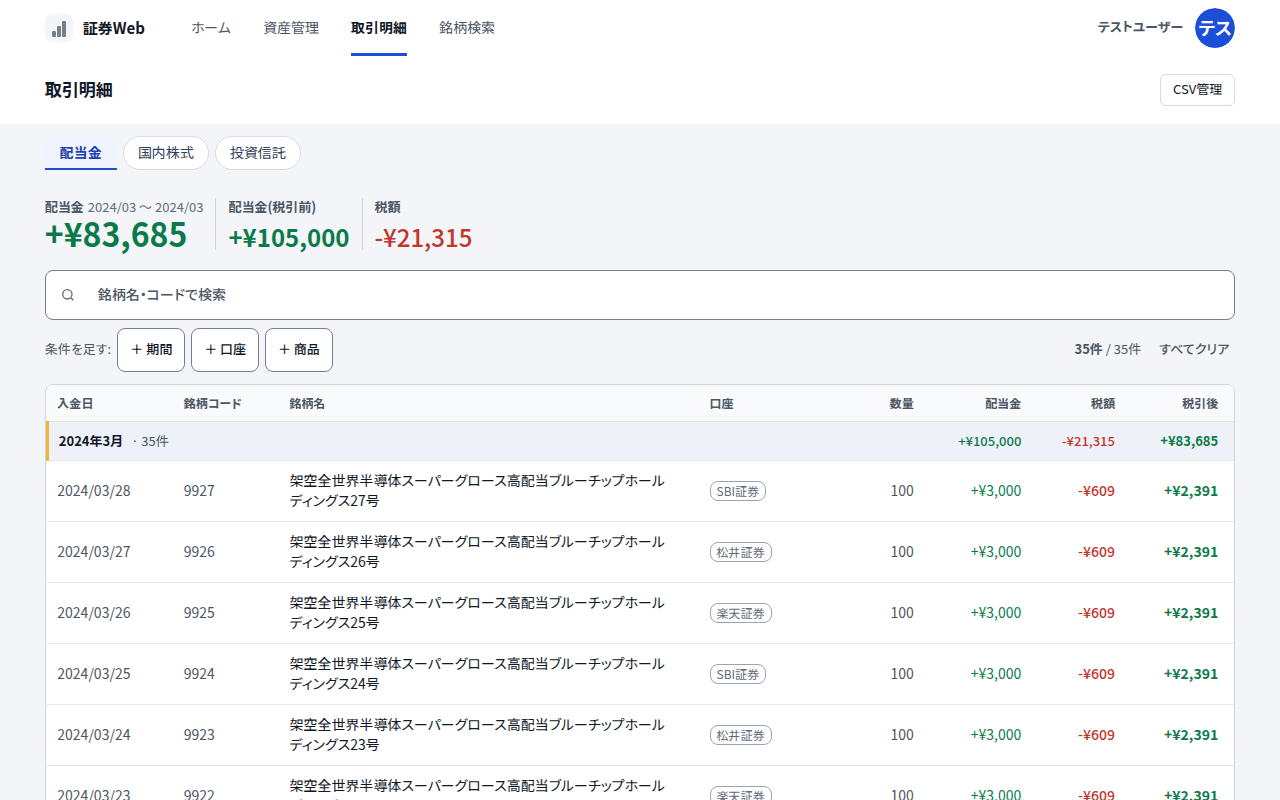 証券Web
ホーム
資産管理
取引明細
銘柄検索
テストユーザー
テス
取引明細
CSV管理
配当金
国内株式
投資信託
配当金 2024/03 〜 2024/03
+¥83,685
配当金(税引前)
+¥105,000
税額
-¥21,315
銘柄名・コードで検索
条件を足す:
＋ 期間
＋ 口座
＋ 商品
35件 / 35件
すべてクリア
入金日 銘柄コード 銘柄名 口座 数量 配当金 税額 税引後
2024年3月 · 35件 +¥105,000 -¥21,315 +¥83,685
2024/03/28 9927 架空全世界半導体スーパーグロース高配当ブルーチップホール
ディングス27号 SBI証券 100 +¥3,000 -¥609 +¥2,391
2024/03/27 9926 架空全世界半導体スーパーグロース高配当ブルーチップホール
ディングス26号 松井証券 100 +¥3,000 -¥609 +¥2,391
2024/03/26 9925 架空全世界半導体スーパーグロース高配当ブルーチップホール
ディングス25号 楽天証券 100 +¥3,000 -¥609 +¥2,391
2024/03/25 9924 架空全世界半導体スーパーグロース高配当ブルーチップホール
ディングス24号 SBI証券 100 +¥3,000 -¥609 +¥2,391
2024/03/24 9923 架空全世界半導体スーパーグロース高配当ブルーチップホール
ディングス23号 松井証券 100 +¥3,000 -¥609 +¥2,391
2024/03/23 9922 架空全世界半導体スーパーグロース高配当ブルーチップホール
楽天証券 100 +¥3,000 -¥609 +¥2,391